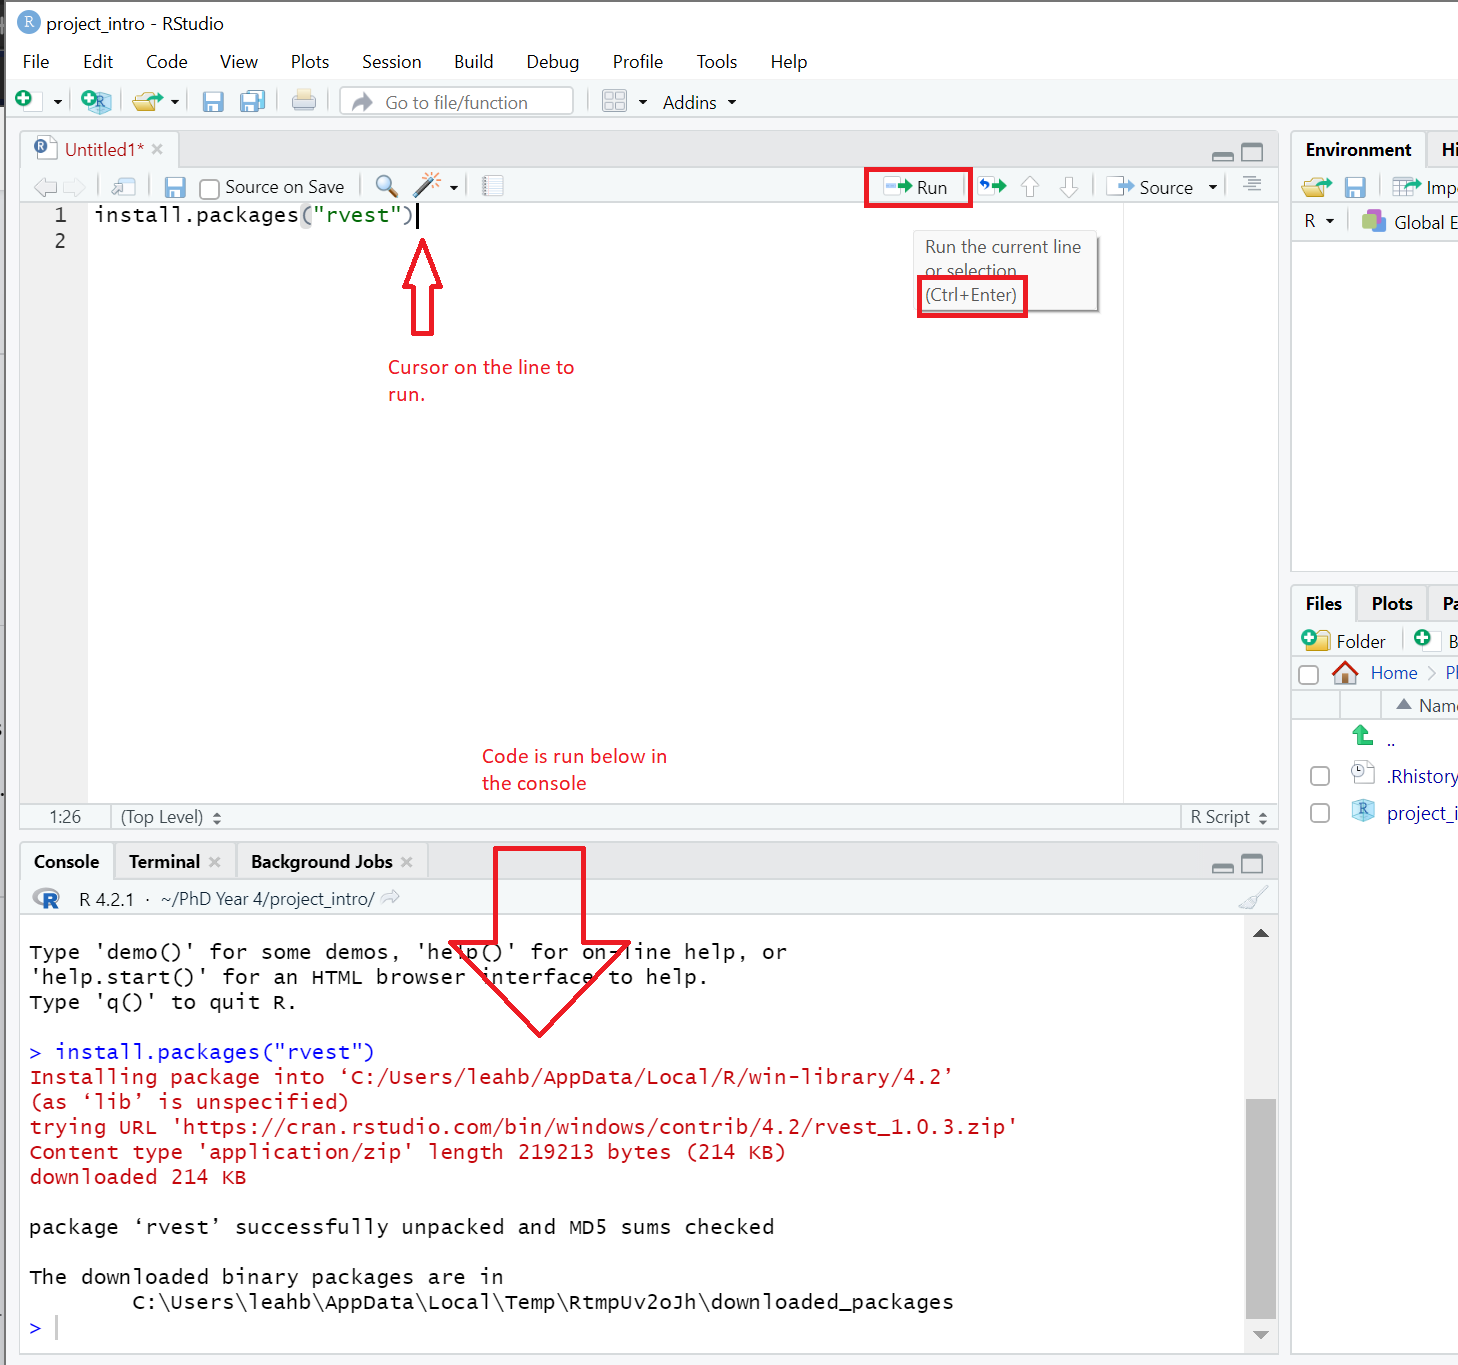 project_intro - RStudio
File Edit Code View Plots Session Build Debug Profile Tools Help
Go to file/function Addins
Untitled1*
Source on Save Run Source
1 install.packages("rvest")
2
Run the current line
or selection
(Ctrl+Enter)
Cursor on the line to
run.
Code is run below in
the console
1:26 (Top Level) R Script
Console Terminal Background Jobs
R 4.2.1 · ~/PhD Year 4/project_intro/
Type 'demo()' for some demos, 'help()' for on-line help, or
'help.start()' for an HTML browser interface to help.
Type 'q()' to quit R.
> install.packages("rvest")
Installing package into ‘C:/Users/leahb/AppData/Local/R/win-library/4.2’
(as ‘lib’ is unspecified)
trying URL 'https://cran.rstudio.com/bin/windows/contrib/4.2/rvest_1.0.3.zip'
Content type 'application/zip' length 219213 bytes (214 KB)
downloaded 214 KB
package ‘rvest’ successfully unpacked and MD5 sums checked
The downloaded binary packages are in
C:\Users\leahb\AppData\Local\Temp\RtmpUv2oJh\downloaded_packages
>
Environment Hi
Imp
R Global E
Files Plots Pa
Folder B
Home
Name
..
.Rhistory
project_i